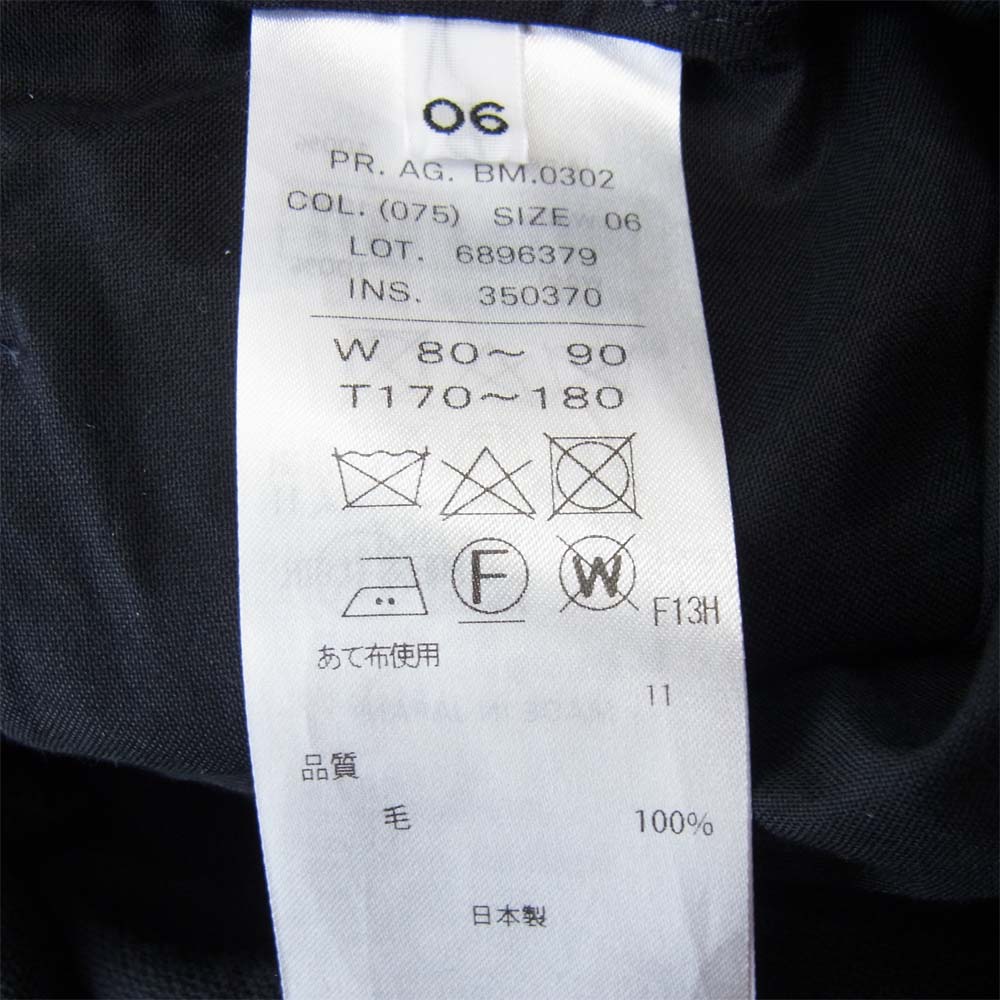 06
PR. AG. BM.0302
COL. (075) SIZE 06
LOT. 6896379
INS. 350370
W 80～ 90
T170～180
F W F13H
あて布使用
11
品質
毛 100%
日本製